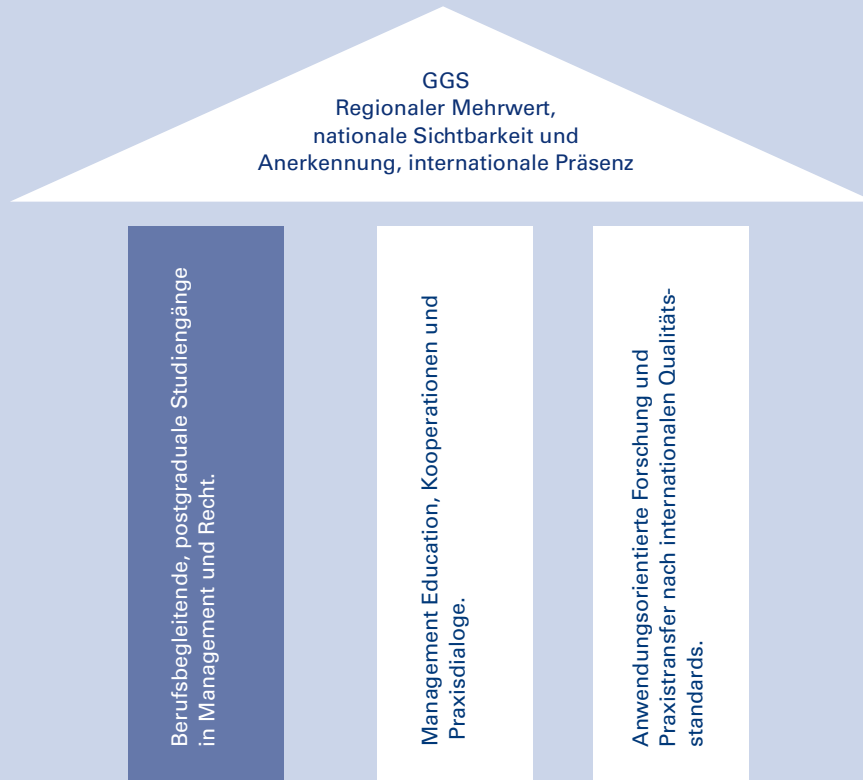 GGS
Regionaler Mehrwert,
nationale Sichtbarkeit und
Anerkennung, internationale Präsenz
Berufsbegleitende, postgraduale Studiengänge
in Management und Recht.
Management Education, Kooperationen und
Praxisdialoge.
Anwendungsorientierte Forschung und
Praxistransfer nach internationalen Qualitäts-
standards.